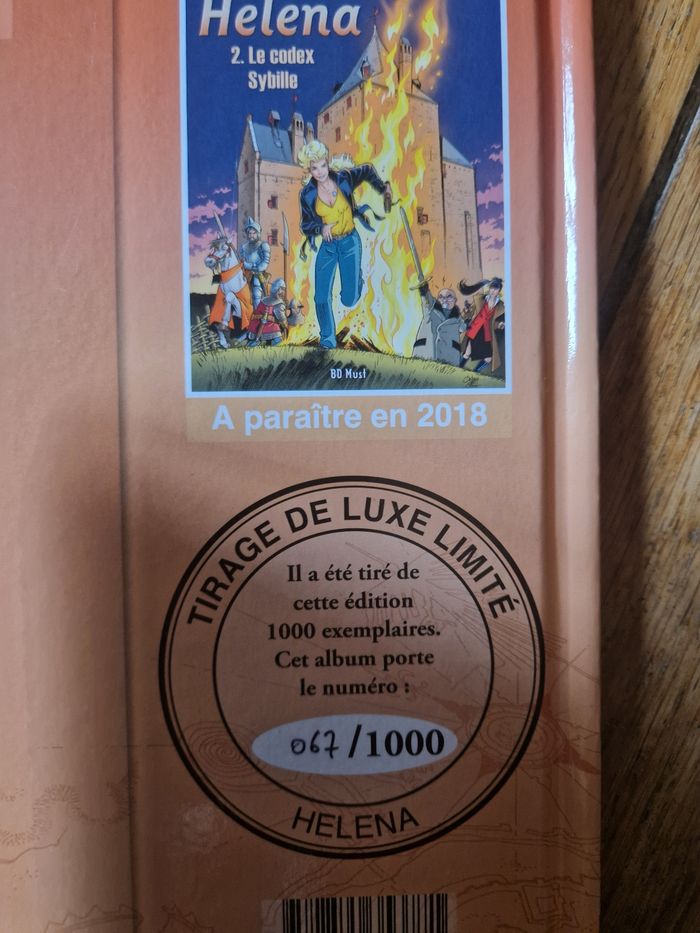 Helena
2. Le codex
Sybille
BD Must
A paraître en 2018
TIRAGE DE LUXE LIMITÉ
Il a été tiré de
cette édition
1000 exemplaires.
Cet album porte
le numéro :
067/1000
HELENA